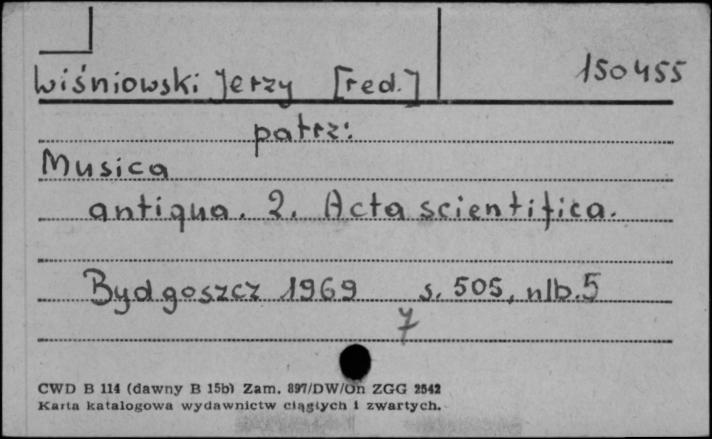 Wiśniowski Jerzy [red.] 150455
patrz:
Musica
antiqua. 2. Acta scientifica.
Bydgoszcz 1969 s. 505, nlb. 5
7
CWD B 114 (dawny B 15b) Zam. 897/DW/Un ZGG 2542
Karta katalogowa wydawnictw ciągłych i zwartych.